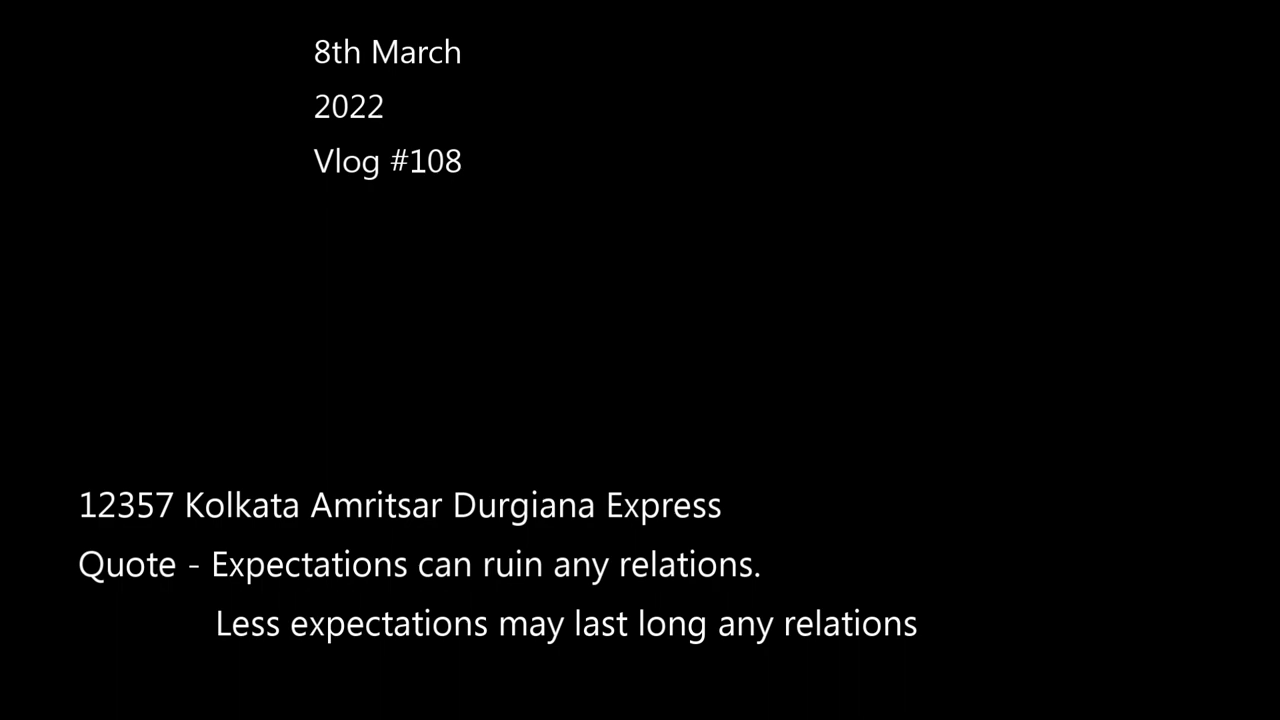 8th March
2022
Vlog #108
12357 Kolkata Amritsar Durgiana Express
Quote - Expectations can ruin any relations.
Less expectations may last long any relations